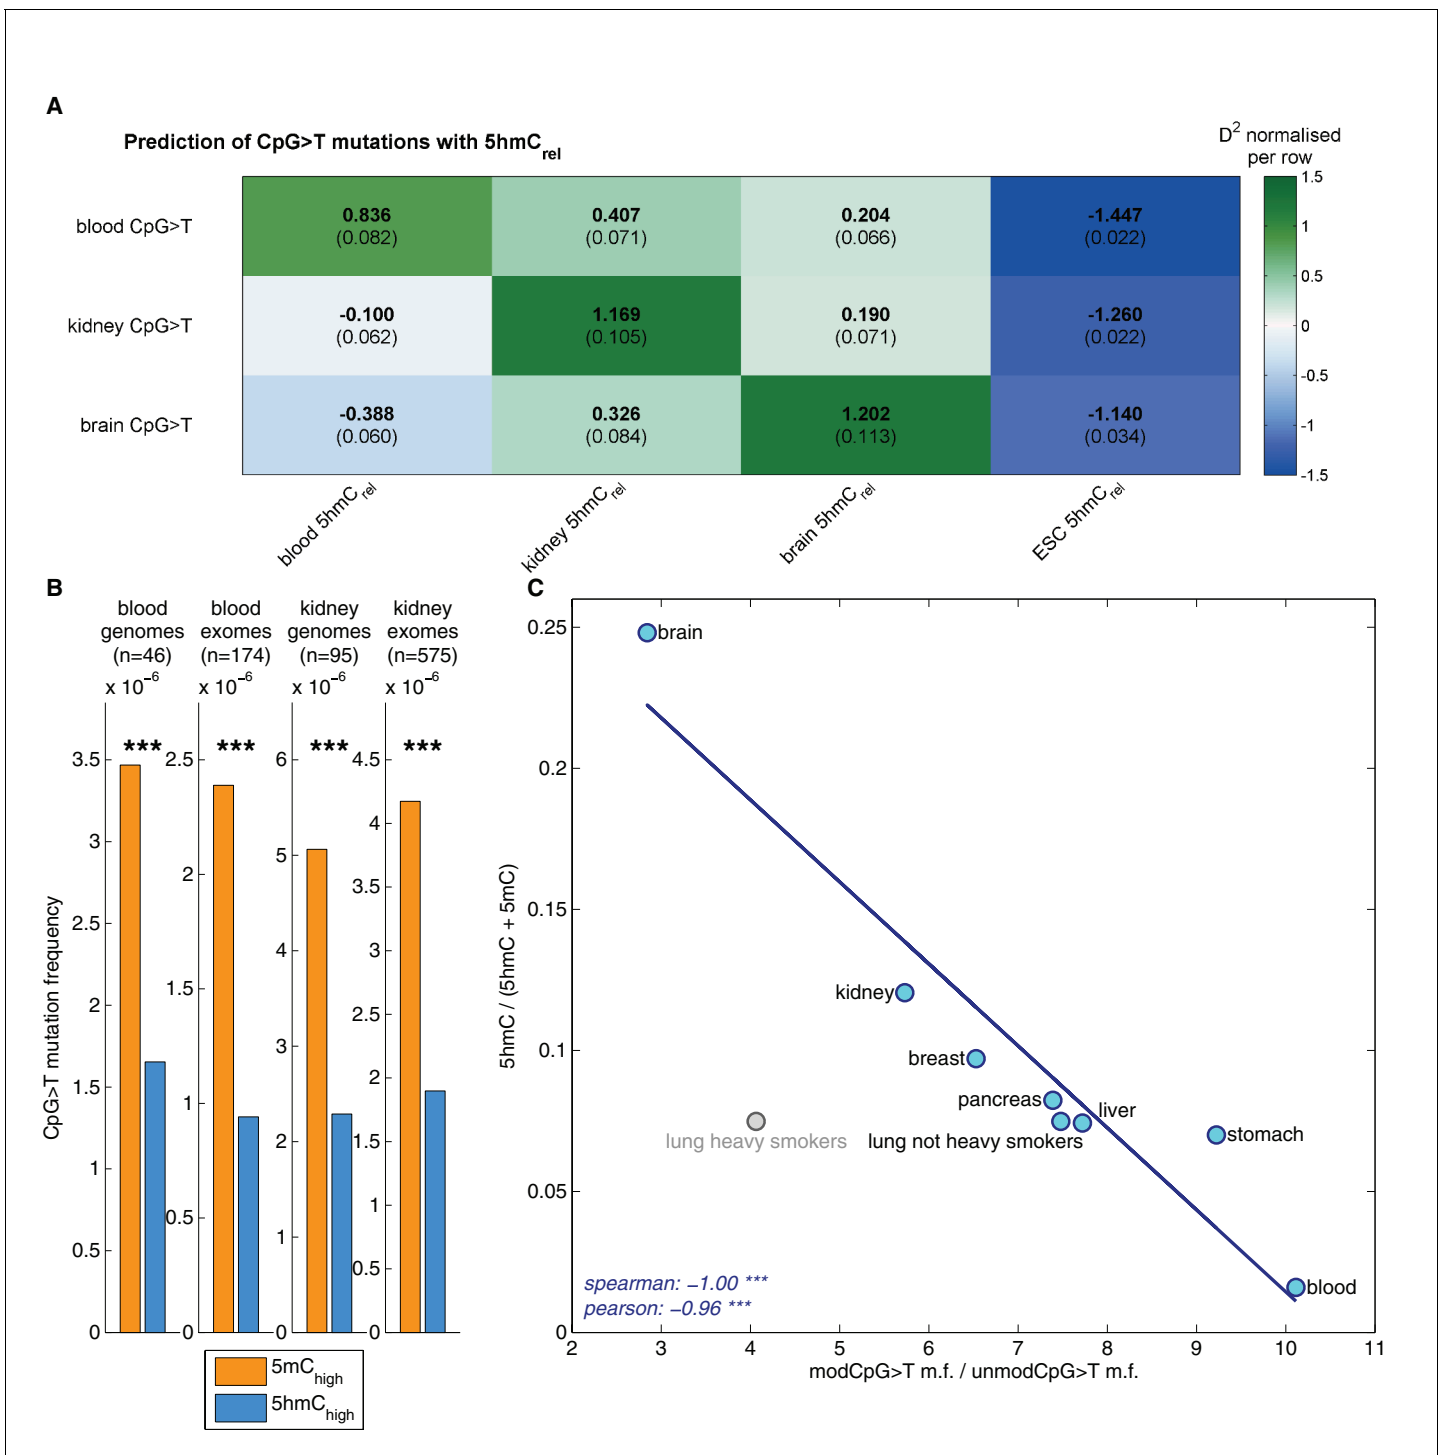 A
Prediction of CpG>T mutations with 5hmC rel
D2 normalised
per row
blood CpG>T
0.836
(0.082)
0.407
(0.071)
0.204
(0.066)
-1.447
(0.022)
kidney CpG>T
-0.100
(0.062)
1.169
(0.105)
0.190
(0.071)
-1.260
(0.022)
brain CpG>T
-0.388
(0.060)
0.326
(0.084)
1.202
(0.113)
-1.140
(0.034)
1.5
1
0.5
0
-0.5
-1
-1.5
blood 5hmC rel
kidney 5hmC rel
brain 5hmC rel
ESC 5hmC rel
B
blood
genomes
(n=46)
x 10−6
blood
exomes
(n=174)
x 10−6
kidney
genomes
(n=95)
x 10−6
kidney
exomes
(n=575)
x 10−6
CpG>T mutation frequency
***
3.5
3
2.5
2
1.5
1
0.5
0
***
2.5
2
1.5
1
0.5
0
***
6
5
4
3
2
1
0
***
4.5
4
3.5
3
2.5
2
1.5
1
0.5
0
5mC high
5hmC high
C
5hmC / (5hmC + 5mC)
0.25
0.2
0.15
0.1
0.05
0
brain
kidney
breast
pancreas
liver
lung heavy smokers
lung not heavy smokers
stomach
blood
spearman: −1.00 ***
pearson: −0.96 ***
2 3 4 5 6 7 8 9 10 11
modCpG>T m.f. / unmodCpG>T m.f.